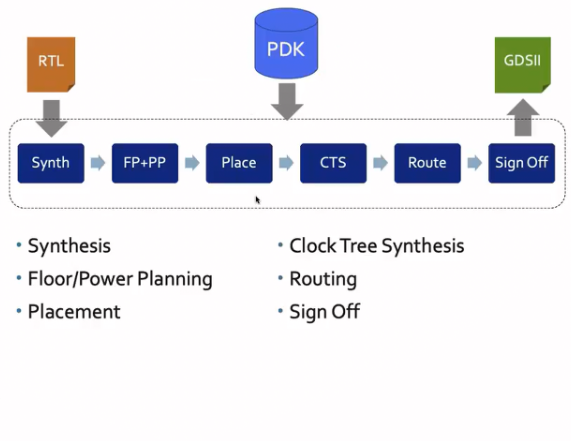 RTL
PDK
GDSII
Synth
FP+PP
Place
CTS
Route
Sign Off
• Synthesis
• Floor/Power Planning
• Placement
• Clock Tree Synthesis
• Routing
• Sign Off